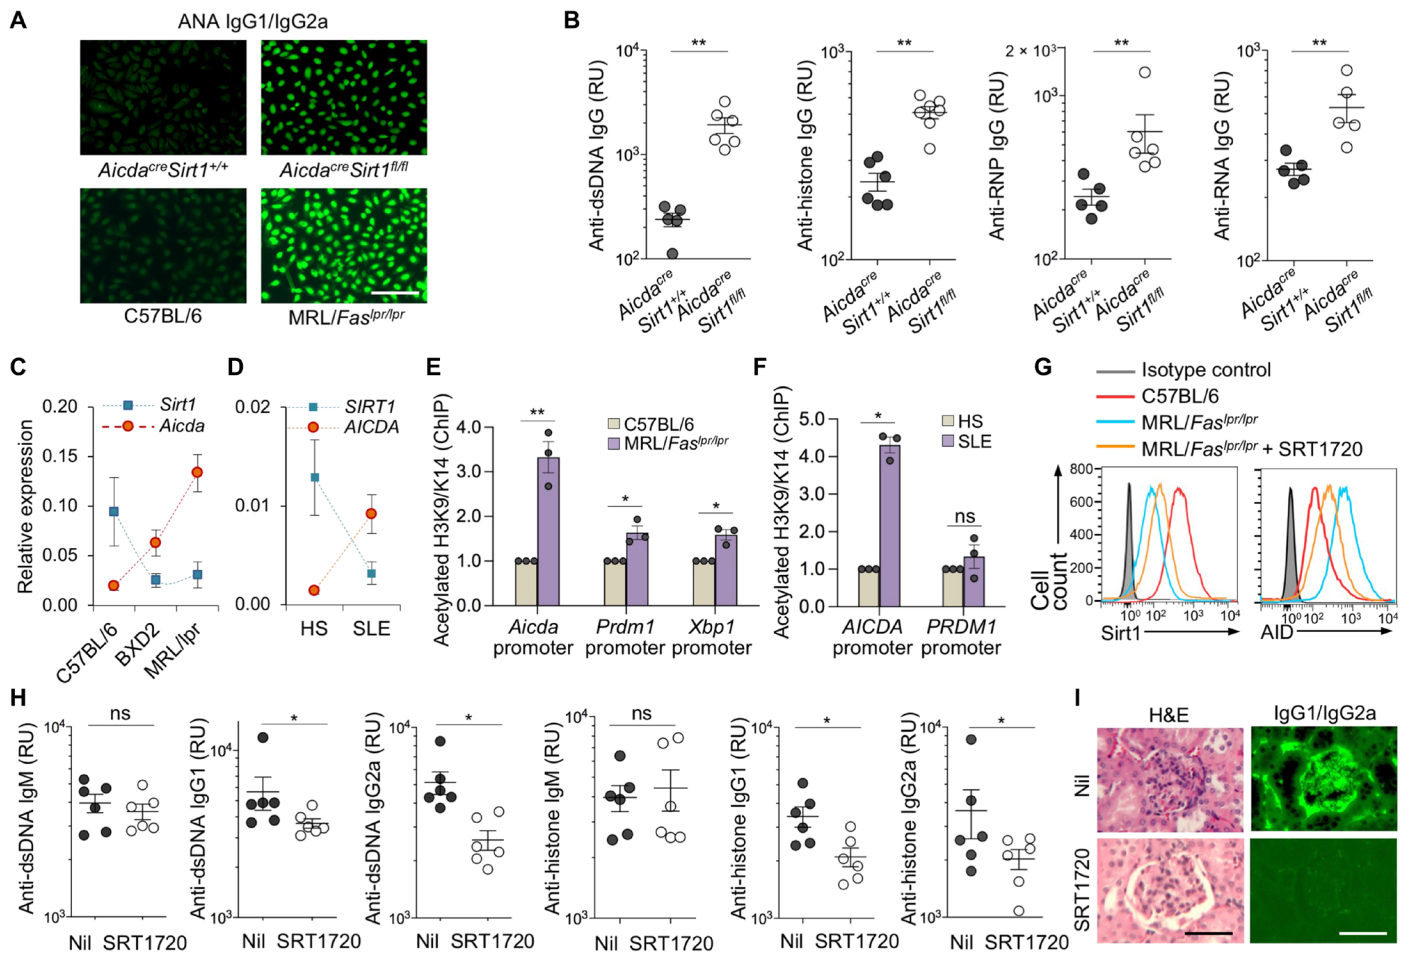 A
ANA IgG1/IgG2a
AicdacreSirt1+/+
AicdacreSirt1fl/fl
C57BL/6
MRL/Faslpr/lpr
B
Anti-dsDNA IgG (RU)
10⁴
10³
10²
**
Aicdacre
Sirt1+/+
Aicdacre
Sirt1fl/fl
Anti-histone IgG (RU)
10³
10²
**
Aicdacre
Sirt1+/+
Aicdacre
Sirt1fl/fl
Anti-RNP IgG (RU)
2 × 10³
10³
10²
**
Aicdacre
Sirt1+/+
Aicdacre
Sirt1fl/fl
Anti-RNA IgG (RU)
10³
10²
**
Aicdacre
Sirt1+/+
Aicdacre
Sirt1fl/fl
C
Sirt1
Aicda
Relative expression
0.20
0.15
0.10
0.05
0.00
C57BL/6
BXD2
MRL/lpr
D
SIRT1
AICDA
0.02
0.01
0.00
HS
SLE
E
Acetylated H3K9/K14 (ChIP)
C57BL/6
MRL/Faslpr/lpr
4.0
3.0
2.0
1.0
0.0
**
*
*
Aicda
promoter
Prdm1
promoter
Xbp1
promoter
F
Acetylated H3K9/K14 (ChIP)
HS
SLE
5.0
4.0
3.0
2.0
1.0
0.0
*
ns
AICDA
promoter
PRDM1
promoter
G
Isotype control
C57BL/6
MRL/Faslpr/lpr
MRL/Faslpr/lpr + SRT1720
Cell
count
800
600
400
200
0
10⁰ 10² 10³ 10⁴
Sirt1
10⁰ 10² 10³ 10⁴
AID
H
Anti-dsDNA IgM (RU)
10⁴
10³
ns
Nil SRT1720
Anti-dsDNA IgG1 (RU)
10⁴
10³
*
Nil SRT1720
Anti-dsDNA IgG2a (RU)
10⁴
10³
*
Nil SRT1720
Anti-histone IgM (RU)
10⁴
10³
ns
Nil SRT1720
Anti-histone IgG1 (RU)
10⁴
10³
*
Nil SRT1720
Anti-histone IgG2a (RU)
10⁴
10³
*
Nil SRT1720
I
H&E
IgG1/IgG2a
Nil
SRT1720